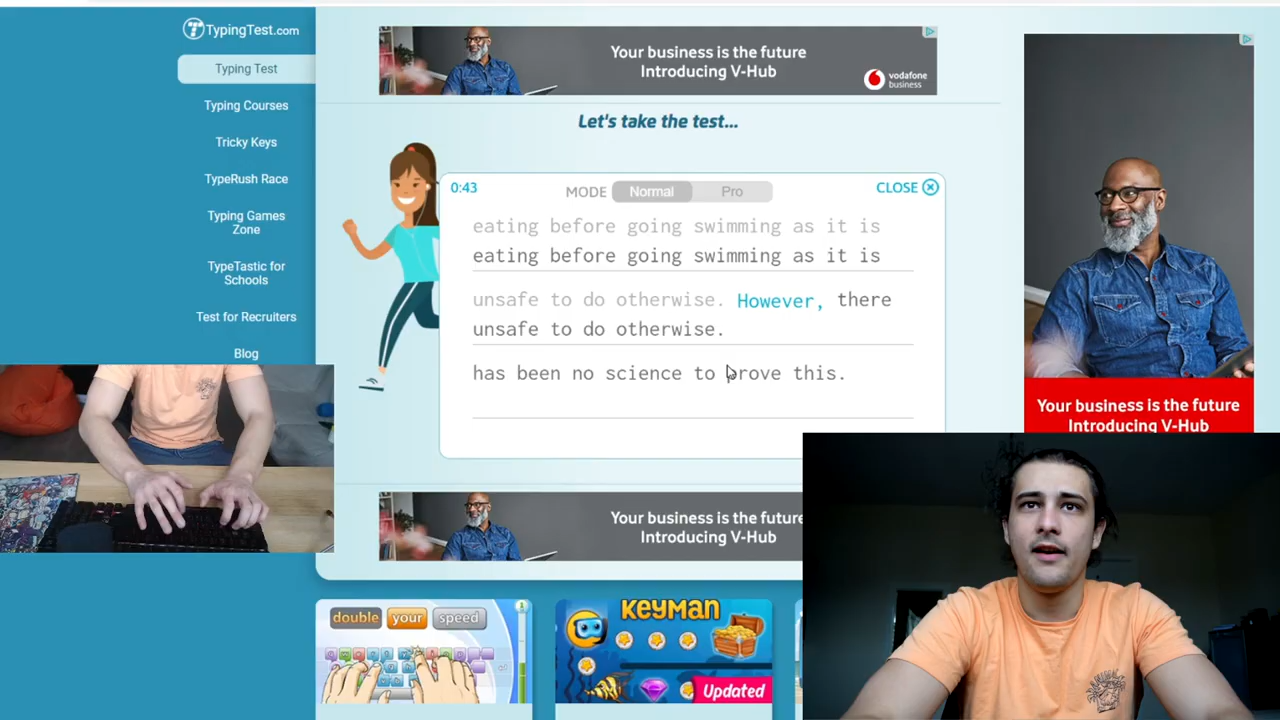 TypingTest.com
Typing Test
Typing Courses
Tricky Keys
TypeRush Race
Typing Games
Zone
TypeTastic for
Schools
Test for Recruiters
Blog
Your business is the future
Introducing V-Hub
vodafone
business
Let's take the test...
0:43
MODE Normal Pro
CLOSE
eating before going swimming as it is
eating before going swimming as it is
unsafe to do otherwise. However, there
unsafe to do otherwise.
has been no science to prove this.
Your business is the future
Introducing V-Hub
Your business is the future
Introducing V-Hub
double your speed
KEYMAN
Updated